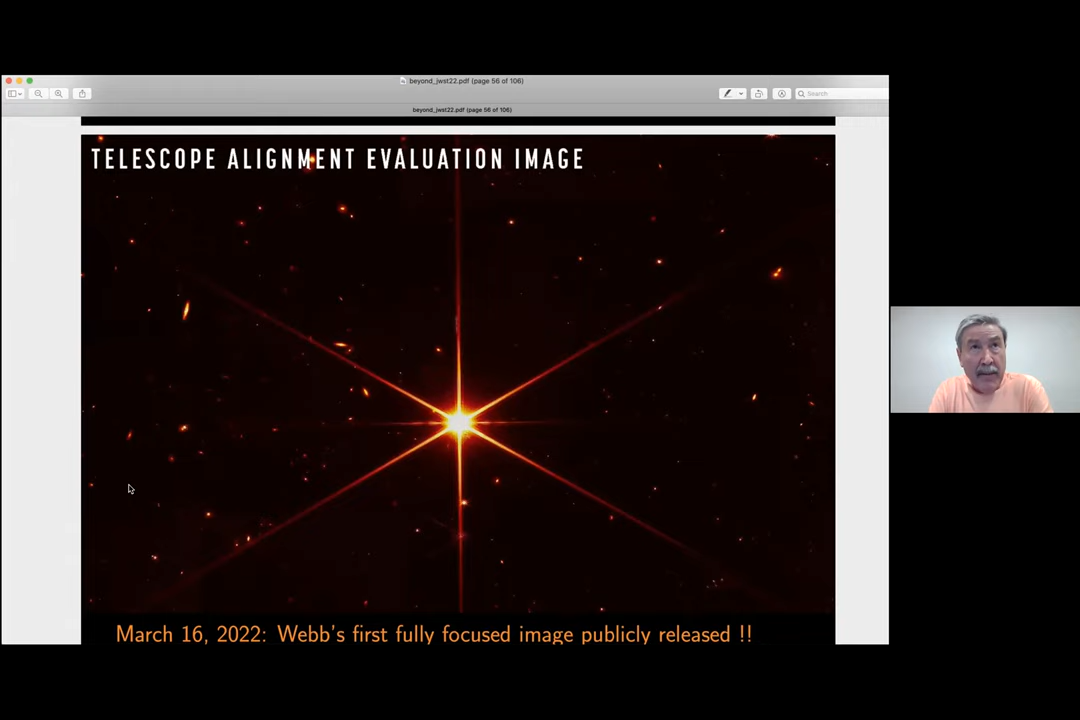 beyond_jwst22.pdf (page 56 of 106)
Search
beyond_jwst22.pdf (page 56 of 106)
TELESCOPE ALIGNMENT EVALUATION IMAGE
March 16, 2022: Webb's first fully focused image publicly released !!